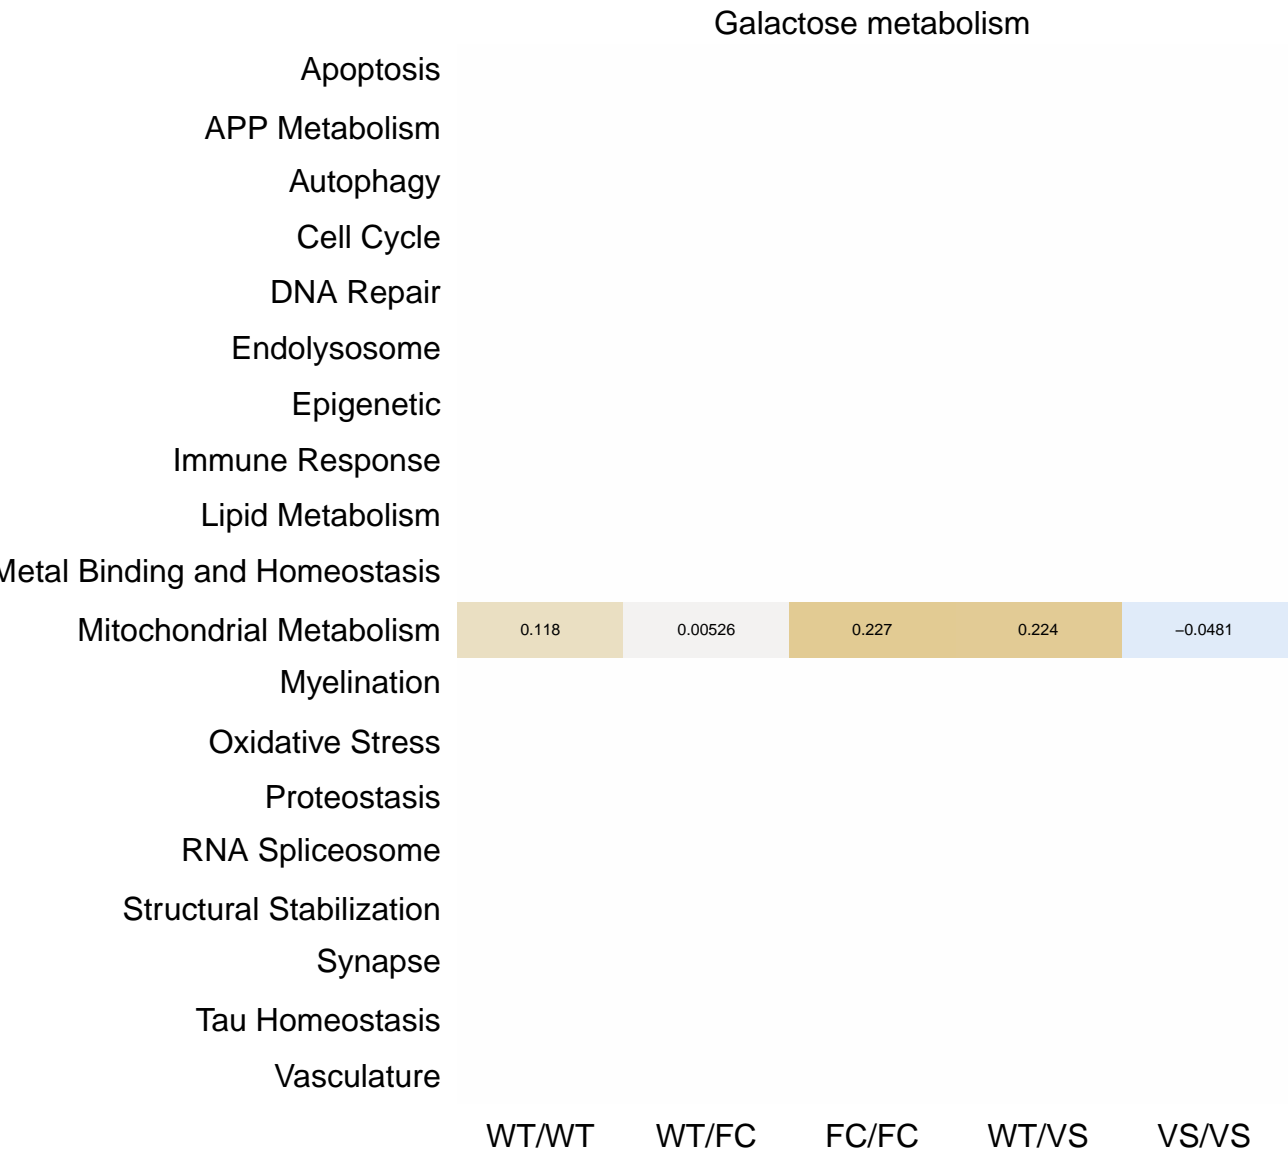 Galactose metabolism
Apoptosis
APP Metabolism
Autophagy
Cell Cycle
DNA Repair
Endolysosome
Epigenetic
Immune Response
Lipid Metabolism
Metal Binding and Homeostasis
Mitochondrial Metabolism 0.118 0.00526 0.227 0.224 −0.0481
Myelination
Oxidative Stress
Proteostasis
RNA Spliceosome
Structural Stabilization
Synapse
Tau Homeostasis
Vasculature
WT/WT WT/FC FC/FC WT/VS VS/VS